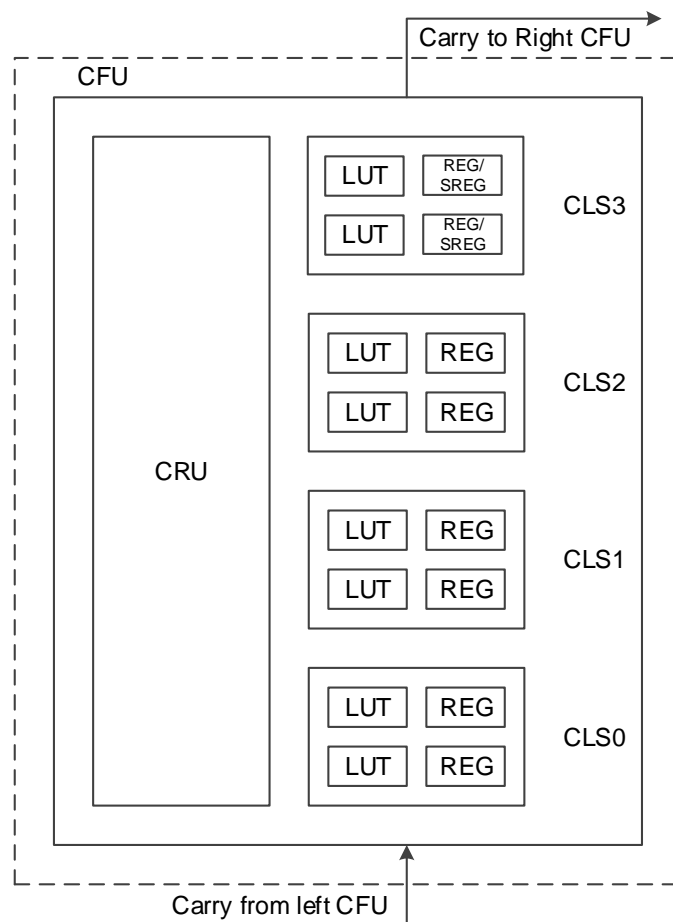 Carry to Right CFU
CFU
CRU
LUT
REG/
SREG
LUT
REG/
SREG
CLS3
LUT REG
LUT REG
CLS2
LUT REG
LUT REG
CLS1
LUT REG
LUT REG
CLS0
Carry from left CFU